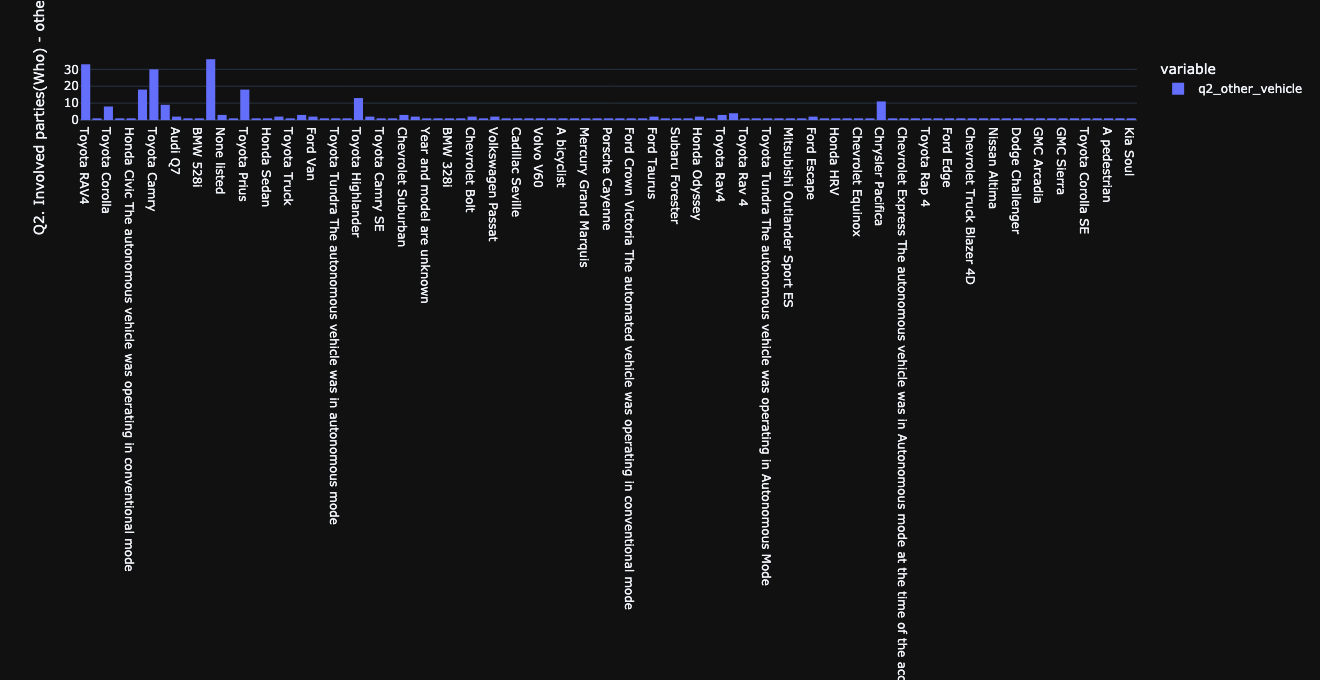 Q2. Involved parties(Who) - othe
30
20
10
0
variable
q2_other_vehicle
Toyota RAV4
Toyota Corolla
Honda Civic The autonomous vehicle was operating in conventional mode
Toyota Camry
Audi Q7
BMW 528i
None listed
Toyota Prius
Honda Sedan
Toyota Truck
Ford Van
Toyota Tundra The autonomous vehicle was in autonomous mode
Toyota Highlander
Toyota Camry SE
Chevrolet Suburban
Year and model are unknown
BMW 328i
Chevrolet Bolt
Volkswagen Passat
Cadillac Seville
Volvo V60
A bicyclist
Mercury Grand Marquis
Porsche Cayenne
Ford Crown Victoria The automated vehicle was operating in conventional mode
Ford Taurus
Subaru Forester
Honda Odyssey
Toyota Rav4
Toyota Rav 4
Toyota Tundra The autonomous vehicle was operating in Autonomous Mode
Mitsubishi Outlander Sport ES
Ford Escape
Honda HRV
Chevrolet Equinox
Chrysler Pacifica
Chevrolet Express The autonomous vehicle was in Autonomous mode at the time of the acc
Toyota Rap 4
Ford Edge
Chevrolet Truck Blazer 4D
Nissan Altima
Dodge Challenger
GMC Arcadia
GMC Sierra
Toyota Corolla SE
A pedestrian
Kia Soul